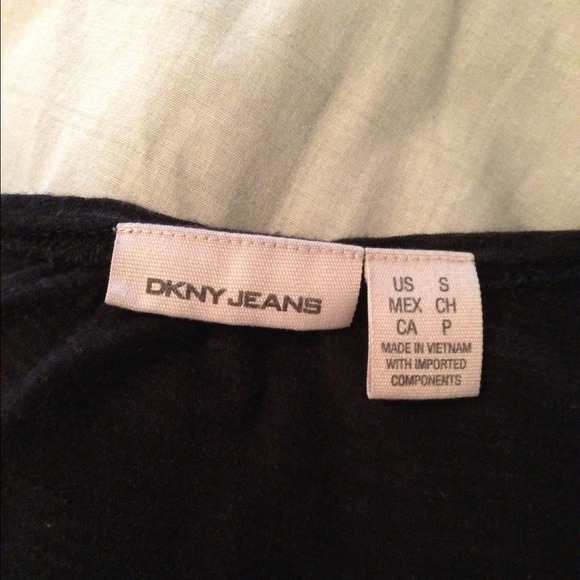 DKNY JEANS
US S
MEX CH
CA P
MADE IN VIETNAM
WITH IMPORTED
COMPONENTS